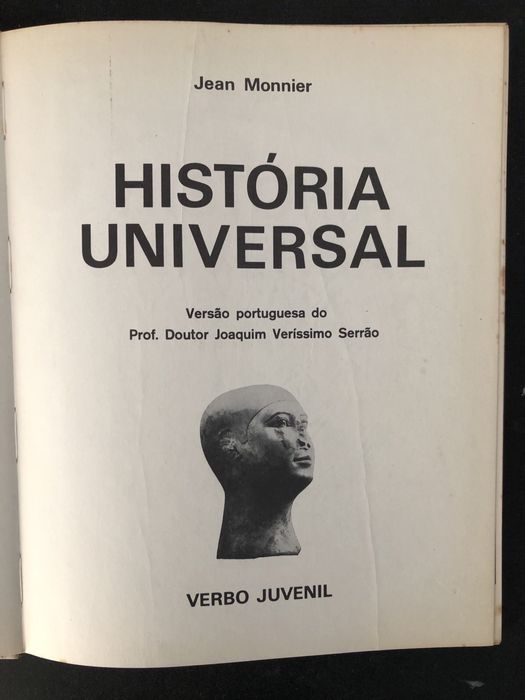 Jean Monnier
HISTÓRIA
UNIVERSAL
Versão portuguesa do
Prof. Doutor Joaquim Veríssimo Serrão
VERBO JUVENIL